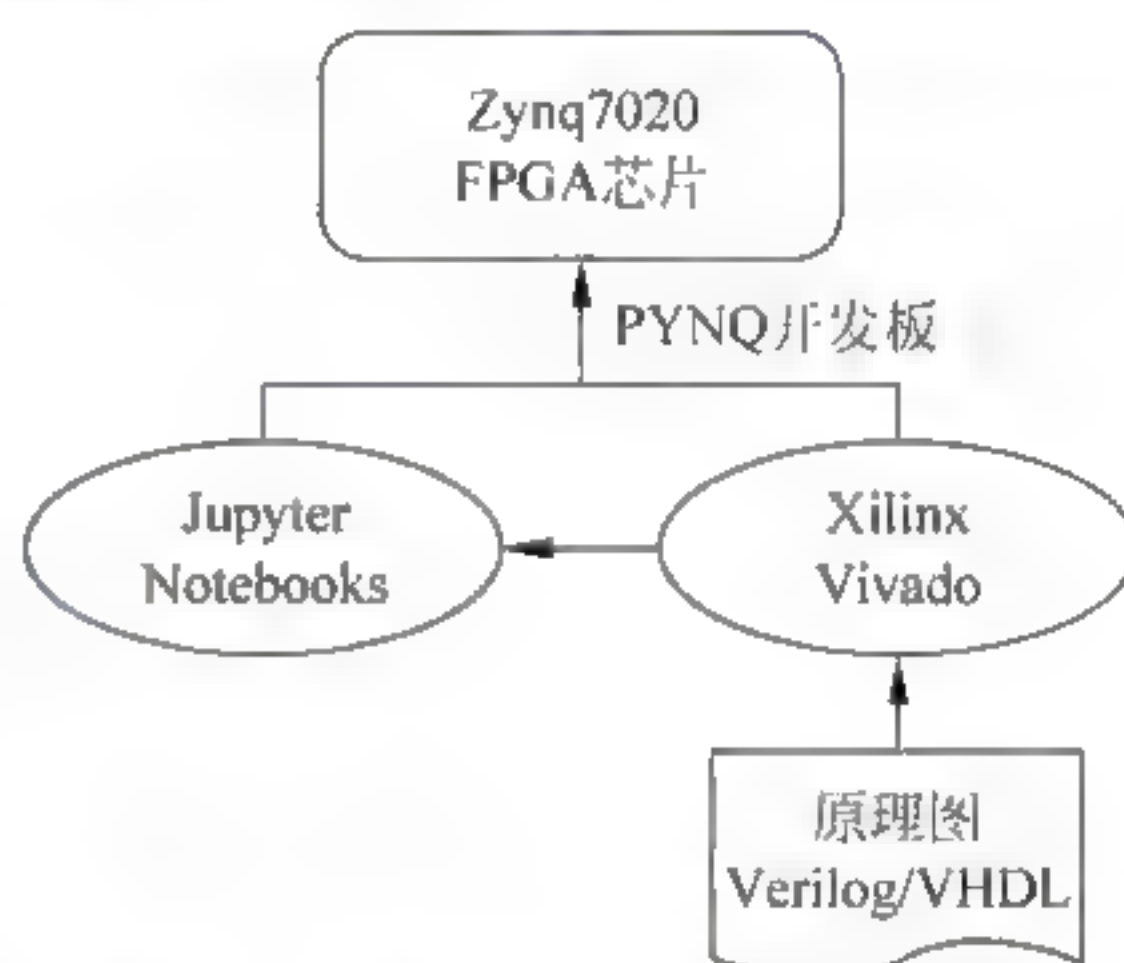 Zynq7020
FPGA芯片
PYNQ开发板
Jupyter
Notebooks
Xilinx
Vivado
原理图
Verilog/VHDL